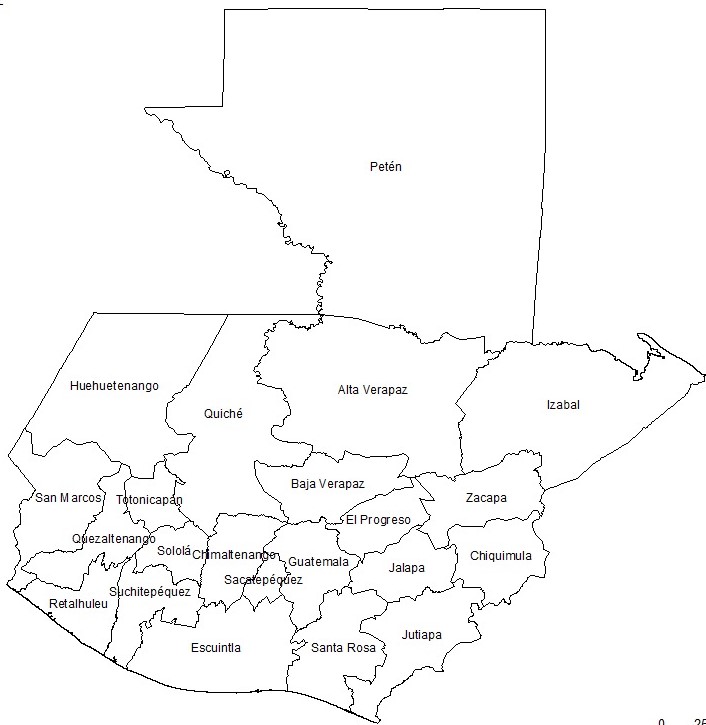 Petén
Huehuetenango
Alta Verapaz
Izabal
Quiché
Baja Verapaz
San Marcos
Totonicapán
Zacapa
El Progreso
Quezaltenango
Sololá
Chimaltenango
Chiquimula
Guatemala
Jalapa
Sacatepéquez
Suchitepéquez
Retalhuleu
Jutiapa
Escuintla
Santa Rosa
0 25